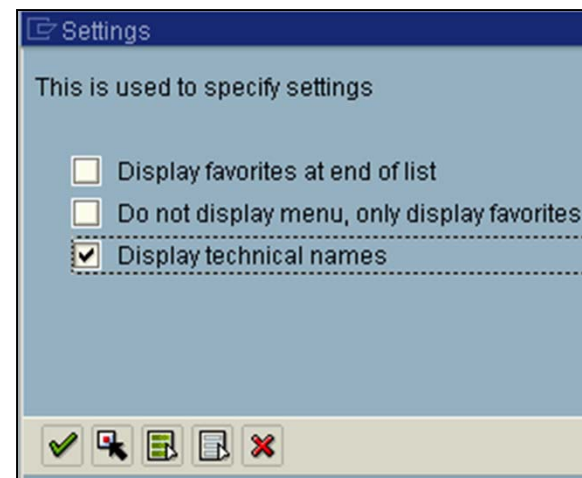 Settings
This is used to specify settings
Display favorites at end of list
Do not display menu, only display favorites
Display technical names